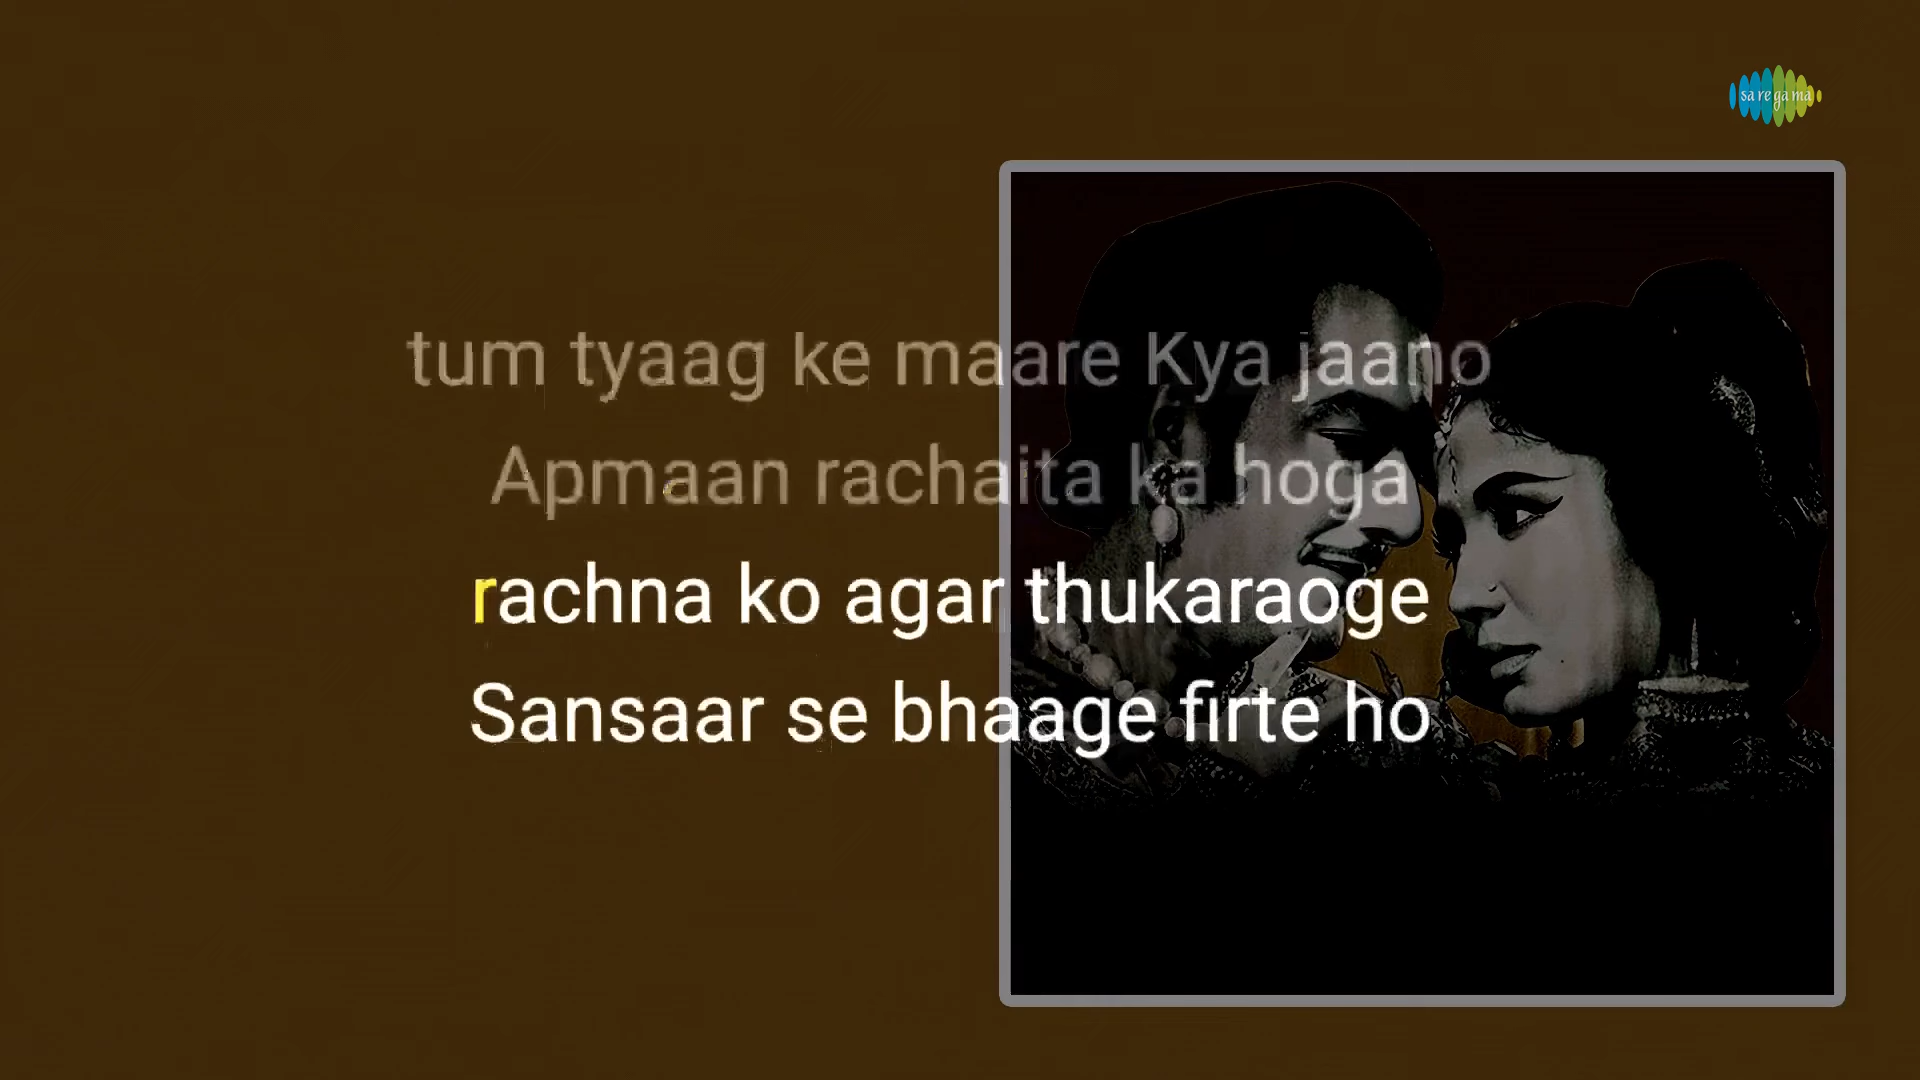 sa re ga ma
tum tyaag ke maare Kya jaano
Apmaan rachaita ka hoga
rachna ko agar thukaraoge
Sansaar se bhaage firte ho